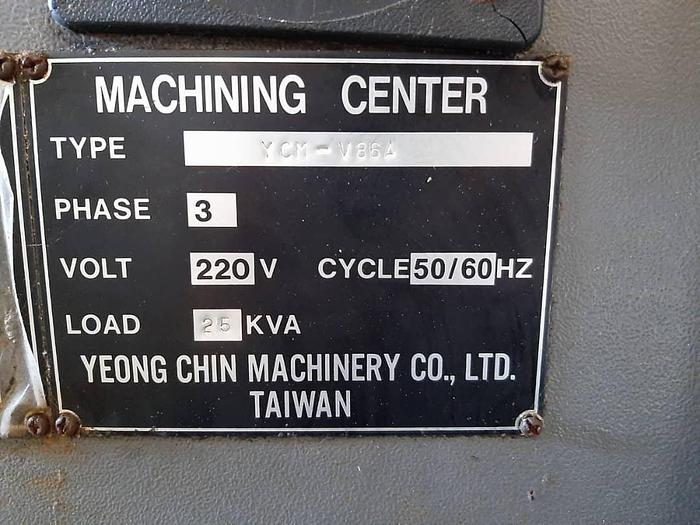 MACHINING CENTER
TYPE YCM-V86A
PHASE 3
VOLT 220 V CYCLE 50/60 HZ
LOAD 25 KVA
YEONG CHIN MACHINERY CO., LTD.
TAIWAN